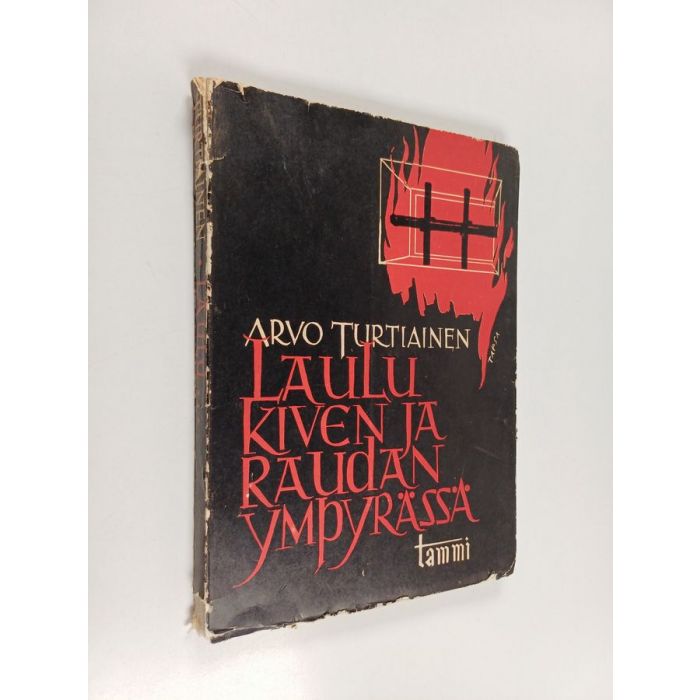 ARVO TURTIAINEN
LAULU
KIVEN JA
RAUDAN
YMPYRÄSSÄ
tammi